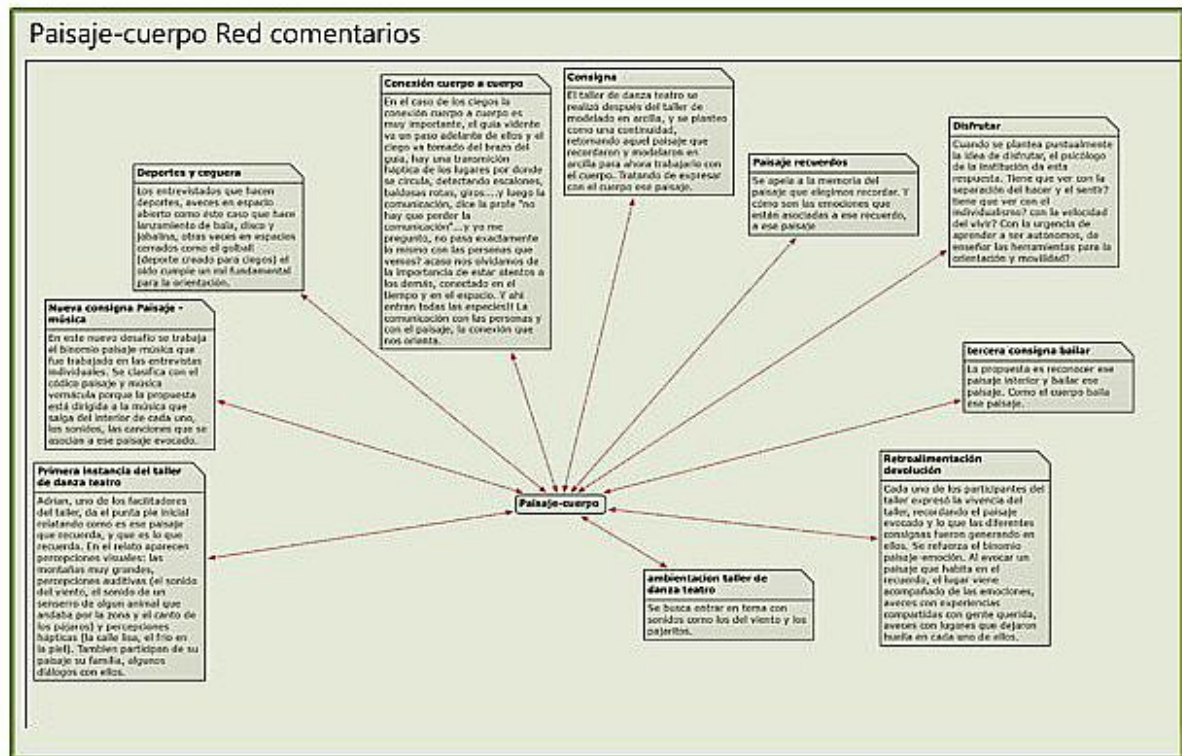 Paisaje-cuerpo Red comentarios
Conexión cuerpo a cuerpo
En el caso de los ciegos la
conexión cuerpo a cuerpo es
muy importante, el guía vidente
va un paso adelante de ellos y el
ciego va tomado del brazo del
guía, hay una transmición
háptica de los lugares por donde
se circula, detectando escalones,
baldosas rotas, giros....y luego la
comunicación, dice la profe "no
hay que perder la
comunicación"...y yo me
pregunto, no pasa exactamente
lo mismo con las personas que
vemos? acaso nos olvidamos de
la importancia de estar atentos a
los demás, conectado en el
tiempo y en el espacio. Y ahí
entran todas las especies!! La
comunicación con las personas y
con el paisaje, la conexión que
nos orienta.
Consigna
El taller de danza teatro se
realizó después del taller de
modelado en arcilla, y se planteo
como una continuidad,
retomando aquel paisaje que
recordaron y modelaron en
arcilla para ahora trabajarlo con
el cuerpo. Tratando de expresar
con el cuerpo ese paisaje.
Disfrutar
Cuando se plantea puntualmente
la idea de disfrutar, el psicólogo
de la institución da esta
respuesta. Tiene que ver con la
separación del hacer y el sentir?
tiene que ver con el
individualismo? con la velocidad
del vivir? Con la urgencia de
aprender a ser autónomos, de
enseñar las herramientas para la
orientación y movilidad?
Paisaje recuerdos
Se apela a la memoria del
paisaje que elegimos recordar. Y
cómo son las emociones que
están asociadas a ese recuerdo,
a ese paisaje
Deportes y ceguera
Los entrevistados que hacen
deportes, aveces en espacio
abierto como éste caso que hace
lanzamiento de bala, disco y
jabalina, otras veces en espacios
cerrados como el golball
(deporte creado para ciegos) el
oído cumple un rol fundamental
para la orientación.
Nueva consigna Paisaje -
música
En este nuevo desafío se trabaja
el binomio paisaje-música que
fue trabajado en las entrevistas
individuales. Se clasifica con el
código paisaje y música
vernácula porque la propuesta
está dirigida a la música que
salga del interior de cada uno,
los sonidos, las canciones que se
asocian a ese paisaje evocado.
tercera consigna bailar
La propuesta es reconocer ese
paisaje interior y bailar ese
paisaje. Como el cuerpo baila
ese paisaje.
Primera instancia del taller
de danza teatro
Adrian, uno de los facilitadores
del taller, da el punta pie inicial
relatando como es ese paisaje
que recuerda, y que es lo que
recuerda. En el relato aparecen
percepciones visuales: las
montañas muy grandes,
percepciones auditivas (el sonido
del viento, el sonido de un
senserro de algun animal que
andaba por la zona y el canto de
los pájaros) y percepciones
hápticas (la calle lisa, el frío en
la piel). Tambien participan de su
paisaje su familia, algunos
diálogos con ellos.
Retroalimentación
devolución
Cada uno de los participantes del
taller expresó la vivencia del
taller, recordando el paisaje
evocado y lo que las diferentes
consignas fueron generando en
ellos. Se refuerza el binomio
paisaje-emoción. Al evocar un
paisaje que habita en el
recuerdo, el lugar viene
acompañado de las emociones,
aveces con experiencias
compartidas con gente querida,
aveces con lugares que dejaron
huella en cada uno de ellos.
Paisaje-cuerpo
ambientacion taller de
danza teatro
Se busca entrar en tema con
sonidos como los del viento y los
pajaritos.